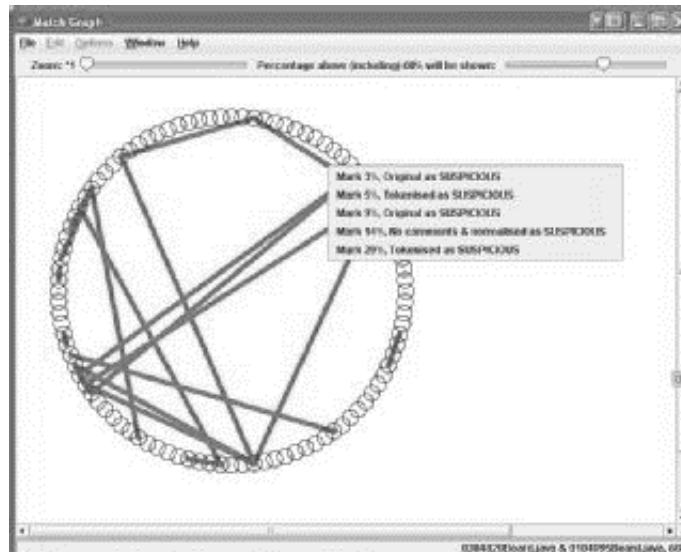 Match Graph
File Edit Options Window Help
Zoom: *1 Percentage above (including) 60% will be shown:
Mark 3%, Original as SUSPICIOUS
Mark 5%, Tokenised as SUSPICIOUS
Mark 9%, Original as SUSPICIOUS
Mark 14%, No comments & normalised as SUSPICIOUS
Mark 29%, Tokenised as SUSPICIOUS